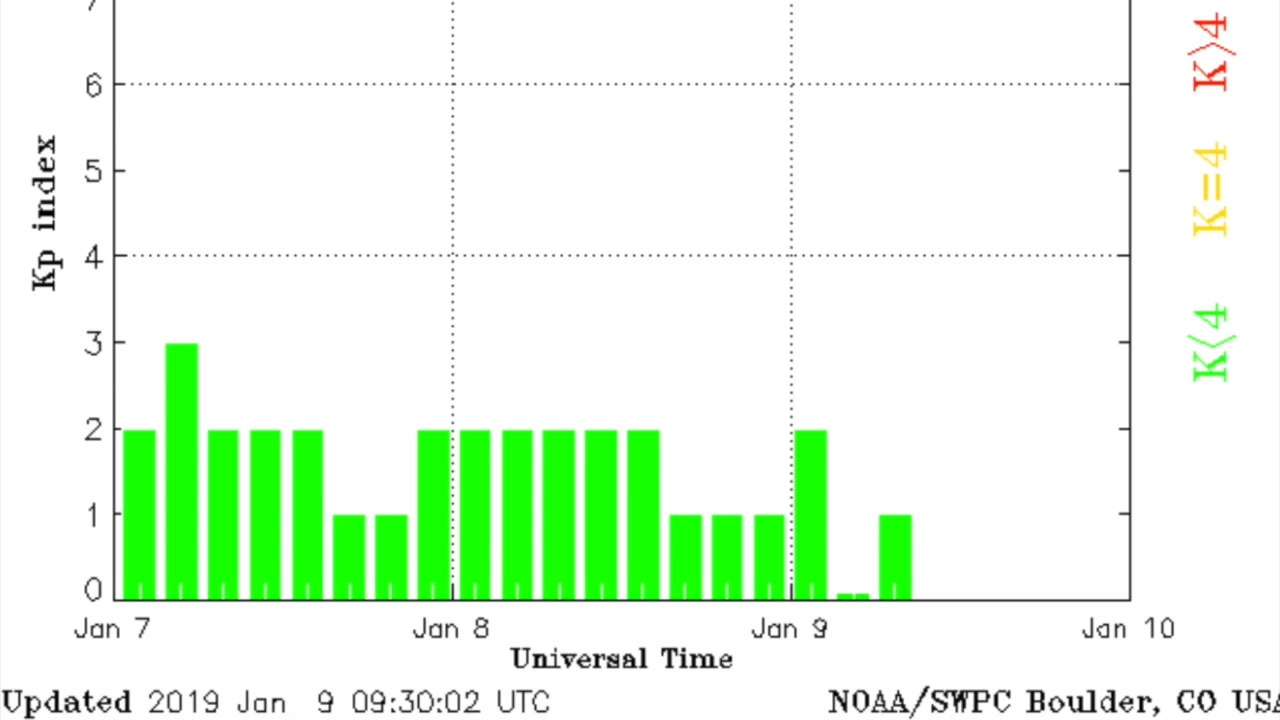 7
6
5
4
3
2
1
0
Kp index
K>4
K=4
K<4
Jan 7 Jan 8 Jan 9 Jan 10
Universal Time
Updated 2019 Jan 9 09:30:02 UTC NOAA/SWPC Boulder, CO USA